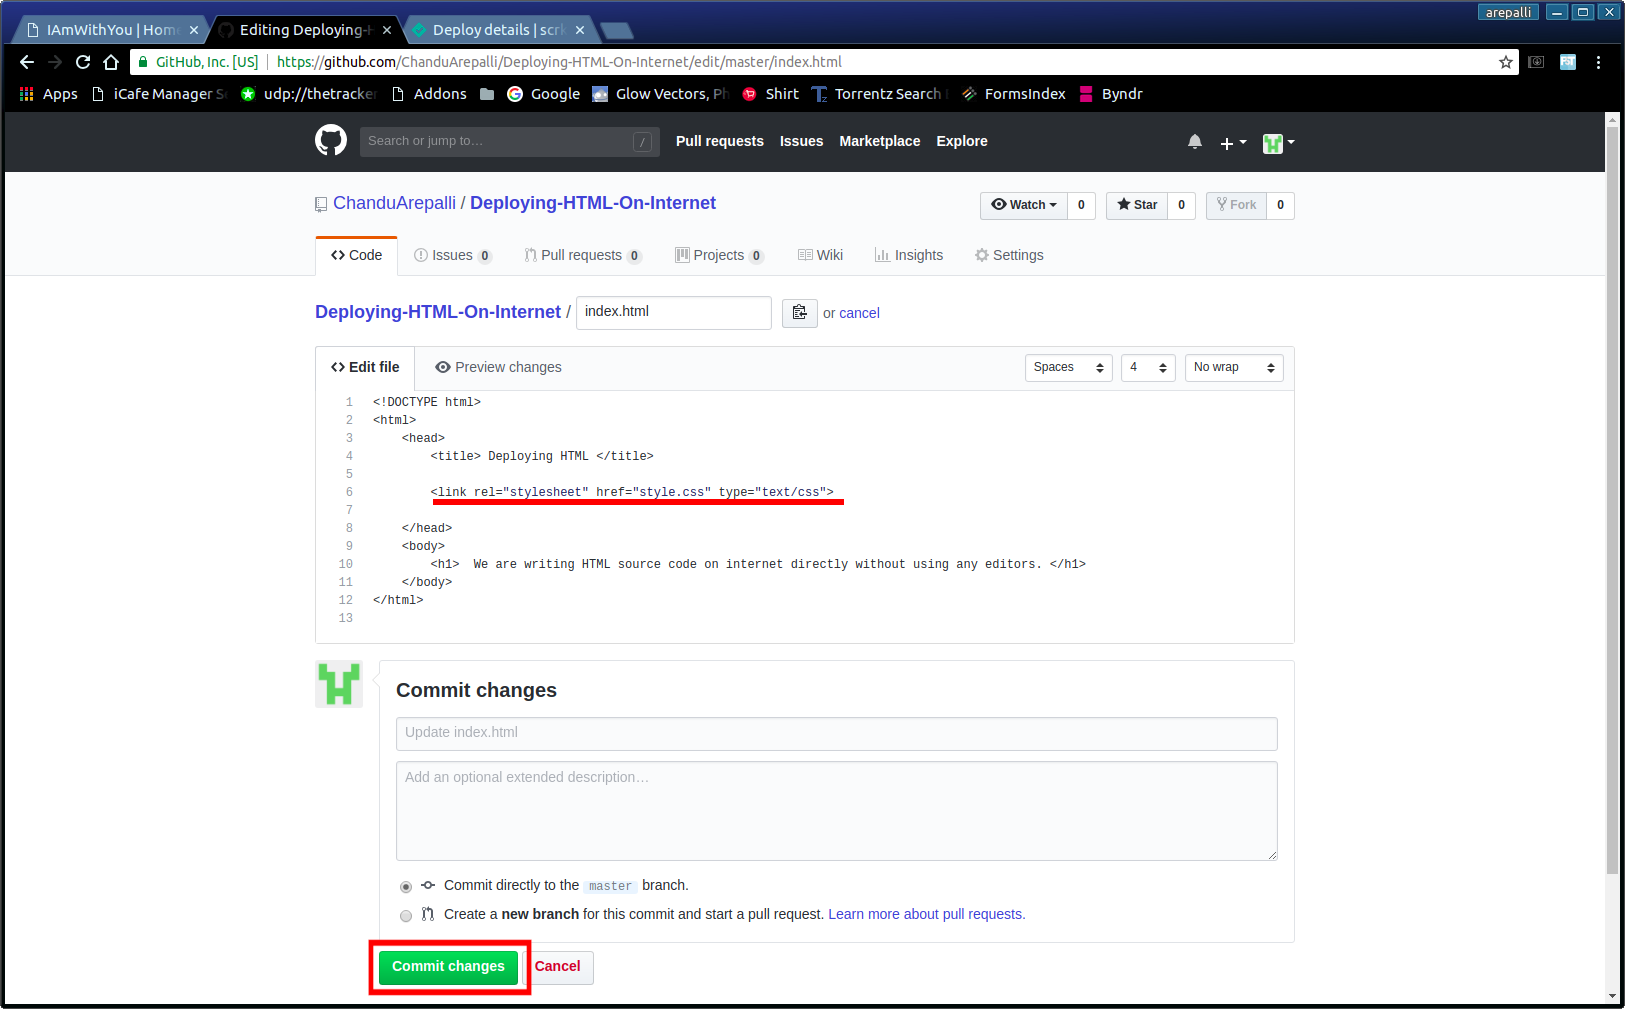 arepalli
IAmWithYou | Home
Editing Deploying-H
Deploy details | scrk
GitHub, Inc. [US] | https://github.com/ChanduArepalli/Deploying-HTML-On-Internet/edit/master/index.html
Apps iCafe Manager Se udp://thetracker Addons Google Glow Vectors, Ph Shirt Torrentz Search FormsIndex Byndr
Search or jump to… / Pull requests Issues Marketplace Explore
ChanduArepalli / Deploying-HTML-On-Internet Watch 0 Star 0 Fork 0
Code Issues 0 Pull requests 0 Projects 0 Wiki Insights Settings
Deploying-HTML-On-Internet / index.html or cancel
Edit file Preview changes Spaces 4 No wrap
1 <!DOCTYPE html>
2 <html>
3 <head>
4 <title> Deploying HTML </title>
5
6 <link rel="stylesheet" href="style.css" type="text/css">
7
8 </head>
9 <body>
10 <h1>  We are writing HTML source code on internet directly without using any editors. </h1>
11 </body>
12 </html>
13
Commit changes
Update index.html
Add an optional extended description…
Commit directly to the master branch.
Create a new branch for this commit and start a pull request. Learn more about pull requests.
Commit changes Cancel